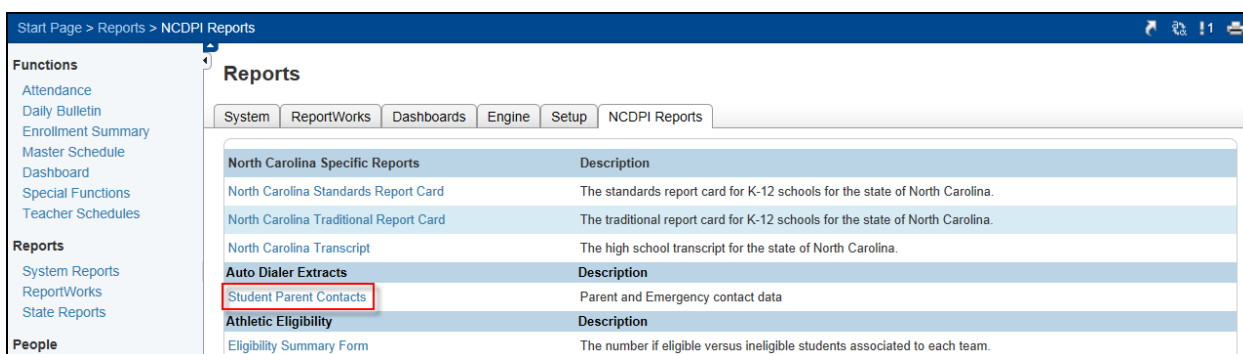 Start Page > Reports > NCDPI Reports
!1
Functions
Attendance
Daily Bulletin
Enrollment Summary
Master Schedule
Dashboard
Special Functions
Teacher Schedules
Reports
System Reports
ReportWorks
State Reports
People
Reports
System ReportWorks Dashboards Engine Setup NCDPI Reports
North Carolina Specific Reports Description
North Carolina Standards Report Card The standards report card for K-12 schools for the state of North Carolina.
North Carolina Traditional Report Card The traditional report card for K-12 schools for the state of North Carolina.
North Carolina Transcript The high school transcript for the state of North Carolina.
Auto Dialer Extracts Description
Student Parent Contacts Parent and Emergency contact data
Athletic Eligibility Description
Eligibility Summary Form The number if eligible versus ineligible students associated to each team.